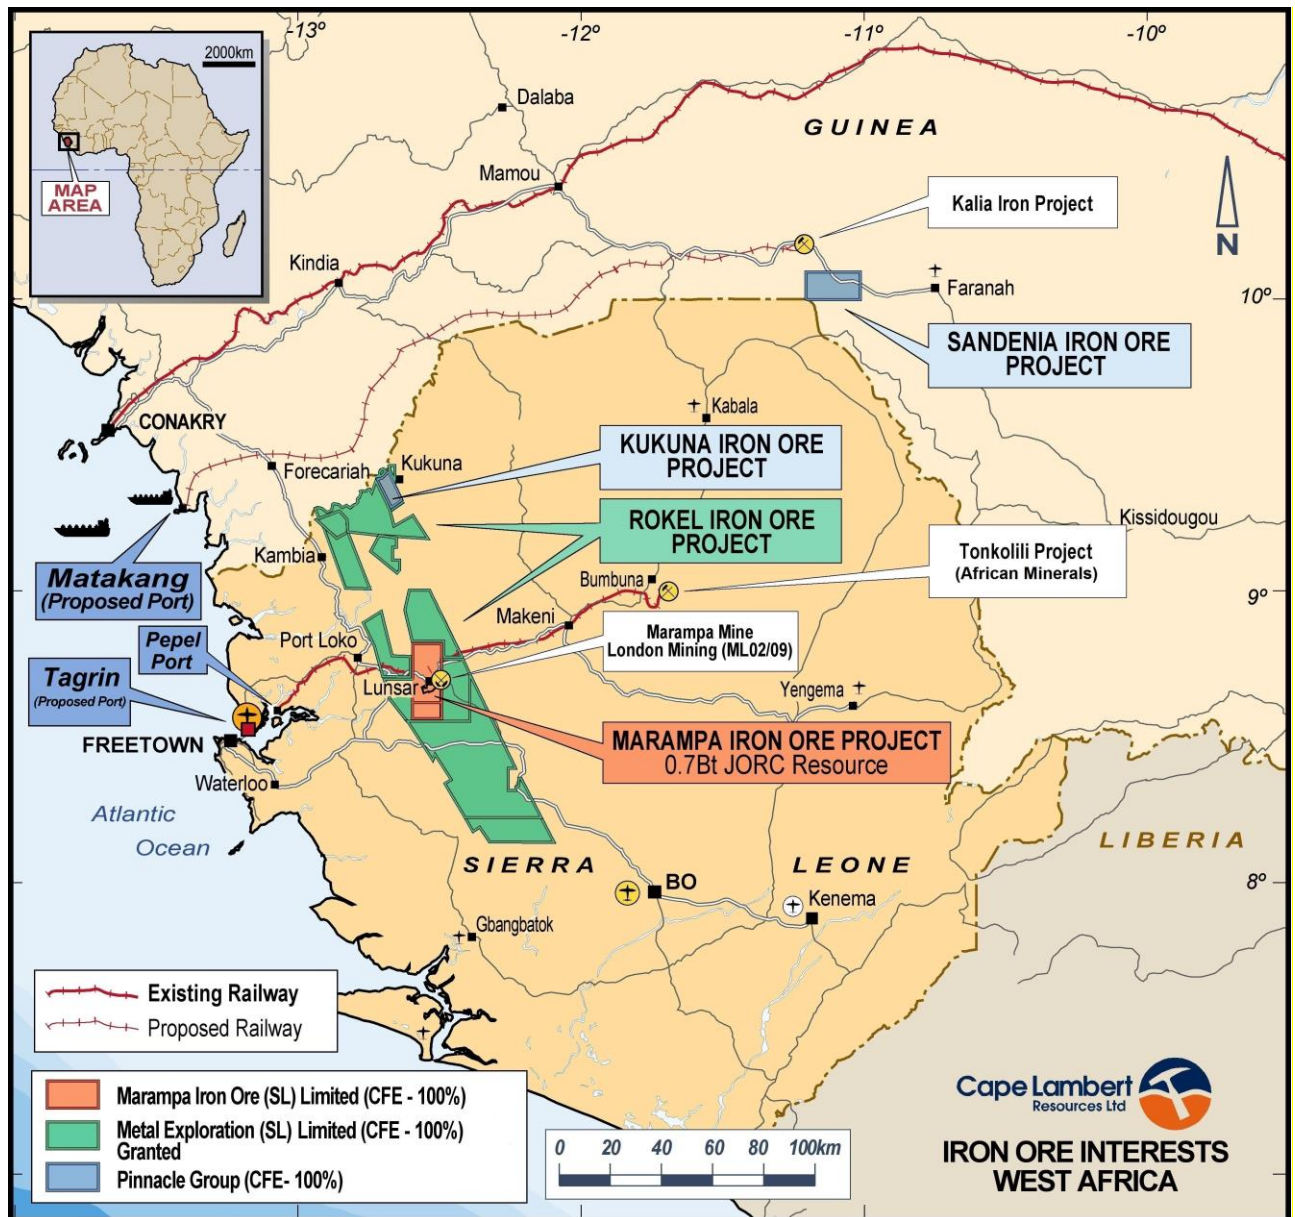 -13º
-12º
-11º
-10º
2000km
MAP
AREA
Dalaba
GUINEA
Mamou
Kalia Iron Project
N
Kindia
Faranah
10º
SANDENIA IRON ORE
PROJECT
Kabala
CONAKRY
KUKUNA IRON ORE
PROJECT
Forecariah
Kukuna
ROKEL IRON ORE
PROJECT
Kissidougou
Kambia
Tonkolili Project
(African Minerals)
Matakang
(Proposed Port)
Bumbuna
9º
Makeni
Marampa Mine
London Mining (ML02/09)
Pepel
Port
Port Loko
Tagrin
(Proposed Port)
Lunsar
Yengema
FREETOWN
MARAMPA IRON ORE PROJECT
0.7Bt JORC Resource
Waterloo
Atlantic
Ocean
LIBERIA
SIERRA LEONE
BO
8º
Kenema
Gbangbatok
Existing Railway
Proposed Railway
Marampa Iron Ore (SL) Limited (CFE - 100%)
Metal Exploration (SL) Limited (CFE - 100%)
Granted
Pinnacle Group (CFE- 100%)
0 20 40 60 80 100km
Cape Lambert
Resources Ltd
IRON ORE INTERESTS
WEST AFRICA